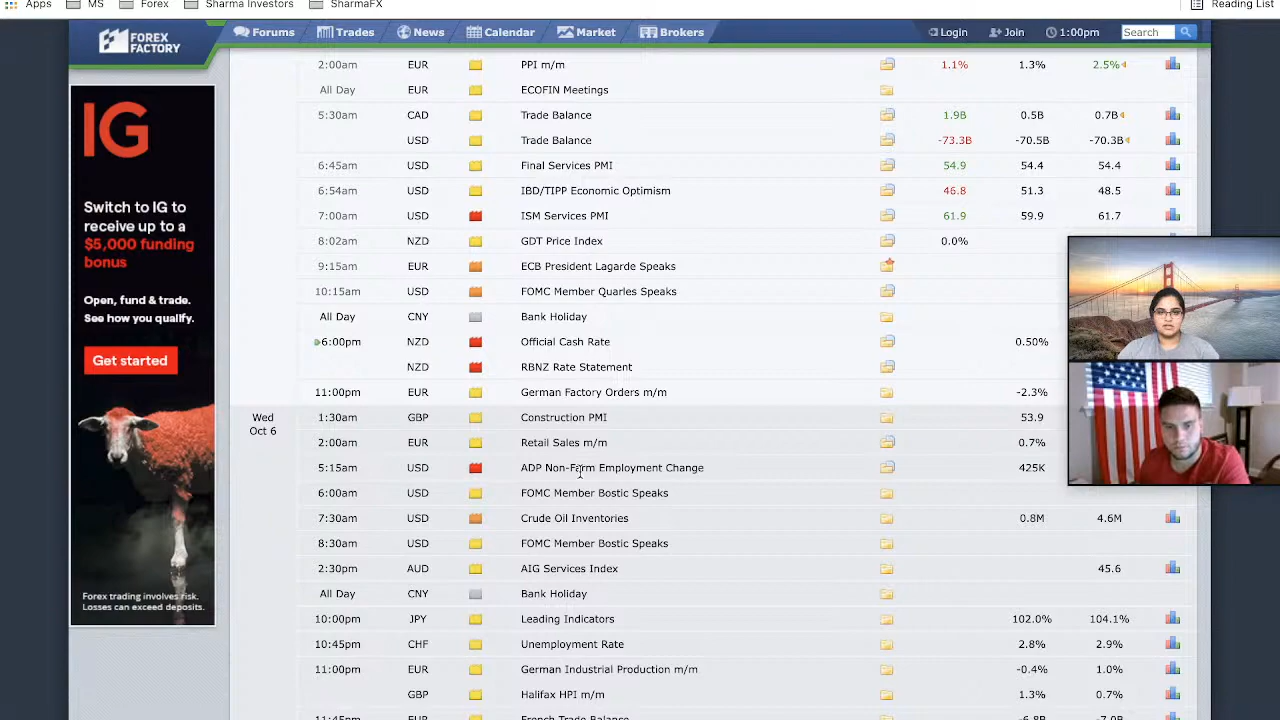 Apps MS Forex Sharma Investors SharmaFX Reading List
FOREX FACTORY Forums Trades News Calendar Market Brokers Login Join 1:00pm Search
2:00am EUR PPI m/m 1.1% 1.3% 2.5%
All Day EUR ECOFIN Meetings
5:30am CAD Trade Balance 1.9B 0.5B 0.7B
USD Trade Balance -73.3B -70.5B -70.3B
6:45am USD Final Services PMI 54.9 54.4 54.4
6:54am USD IBD/TIPP Economic Optimism 46.8 51.3 48.5
7:00am USD ISM Services PMI 61.9 59.9 61.7
8:02am NZD GDT Price Index 0.0%
9:15am EUR ECB President Lagarde Speaks
10:15am USD FOMC Member Quarles Speaks
All Day CNY Bank Holiday
6:00pm NZD Official Cash Rate 0.50%
NZD RBNZ Rate Statement
11:00pm EUR German Factory Orders m/m -2.3%
Wed Oct 6 1:30am GBP Construction PMI 53.9
2:00am EUR Retail Sales m/m 0.7%
5:15am USD ADP Non-Farm Employment Change 425K
6:00am USD FOMC Member Bostic Speaks
7:30am USD Crude Oil Inventories 0.8M 4.6M
8:30am USD FOMC Member Bostic Speaks
2:30pm AUD AIG Services Index 45.6
All Day CNY Bank Holiday
10:00pm JPY Leading Indicators 102.0% 104.1%
10:45pm CHF Unemployment Rate 2.8% 2.9%
11:00pm EUR German Industrial Production m/m -0.4% 1.0%
GBP Halifax HPI m/m 1.3% 0.7%
11:45pm EUR French Trade Balance
IG
Switch to IG to
receive up to a
$5,000 funding
bonus
Open, fund & trade.
See how you qualify.
Get started
Forex trading involves risk.
Losses can exceed deposits.